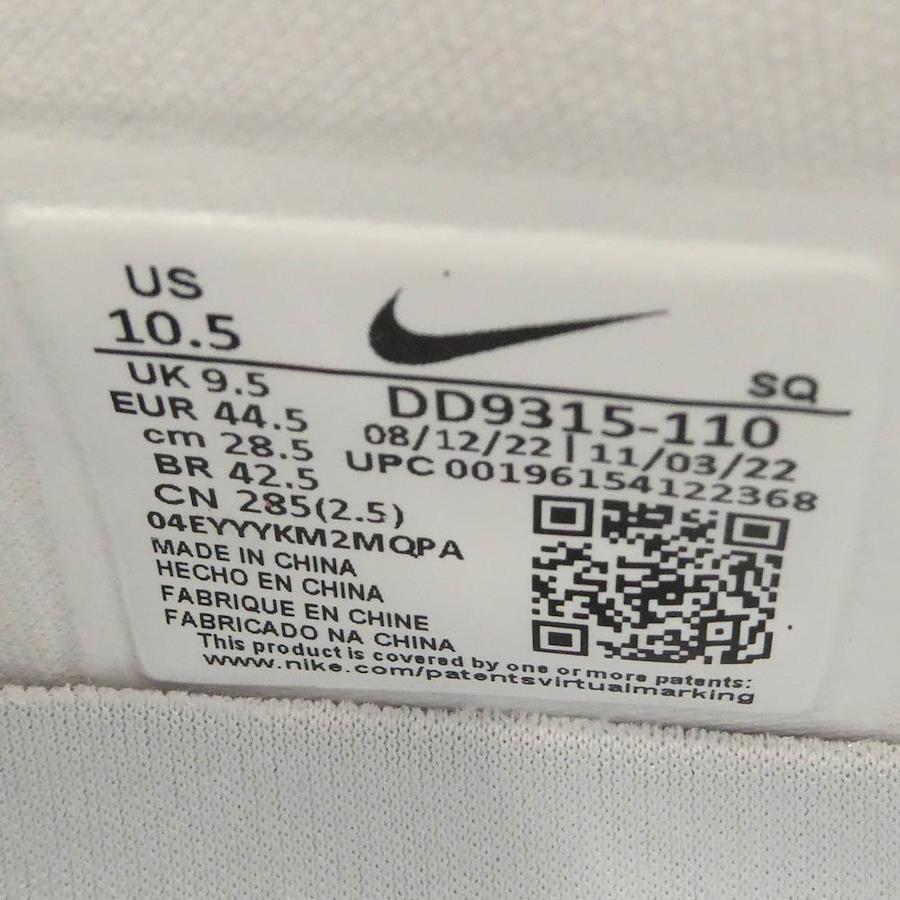 US
10.5
SQ
UK 9.5
EUR 44.5
cm 28.5
BR 42.5
CN 285(2.5)
DD9315-110
08/12/22 | 11/03/22
UPC 00196154122368
04EYYYKM2MQPA
MADE IN CHINA
HECHO EN CHINA
FABRIQUE EN CHINE
FABRICADO NA CHINA
This product is covered by one or more patents:
www.nike.com/patentsvirtualmarking